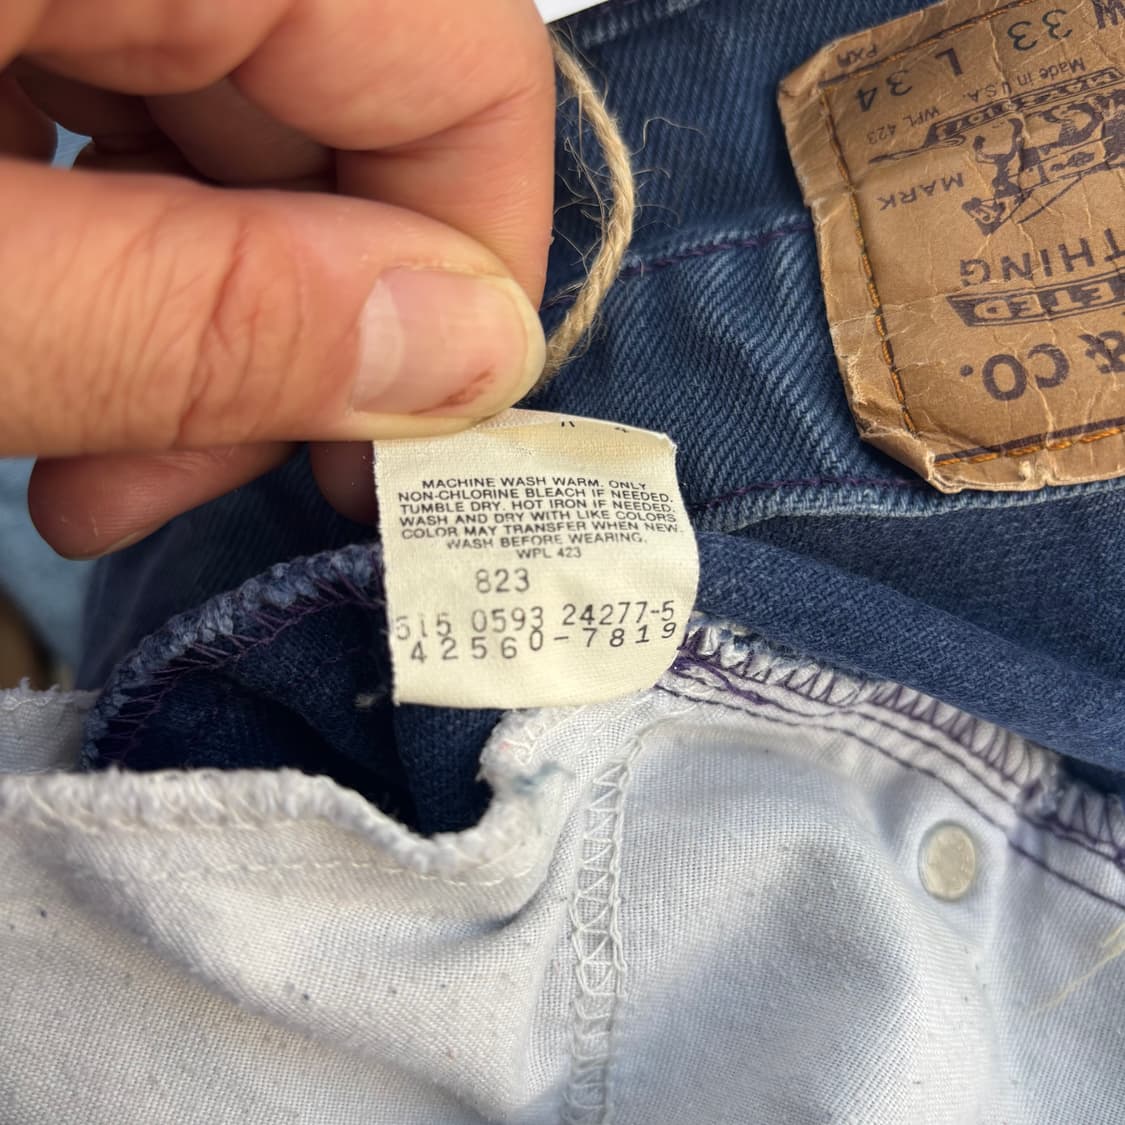 MACHINE WASH WARM. ONLY
NON-CHLORINE BLEACH IF NEEDED.
TUMBLE DRY. HOT IRON IF NEEDED.
WASH AND DRY WITH LIKE COLORS
COLOR MAY TRANSFER WHEN NEW.
WASH BEFORE WEARING.
WPL 423
823
515 0593 24277-5
42560-7819
& CO.
THING
MARK
Made in U.S.A. WPL 423
W 33 L 34